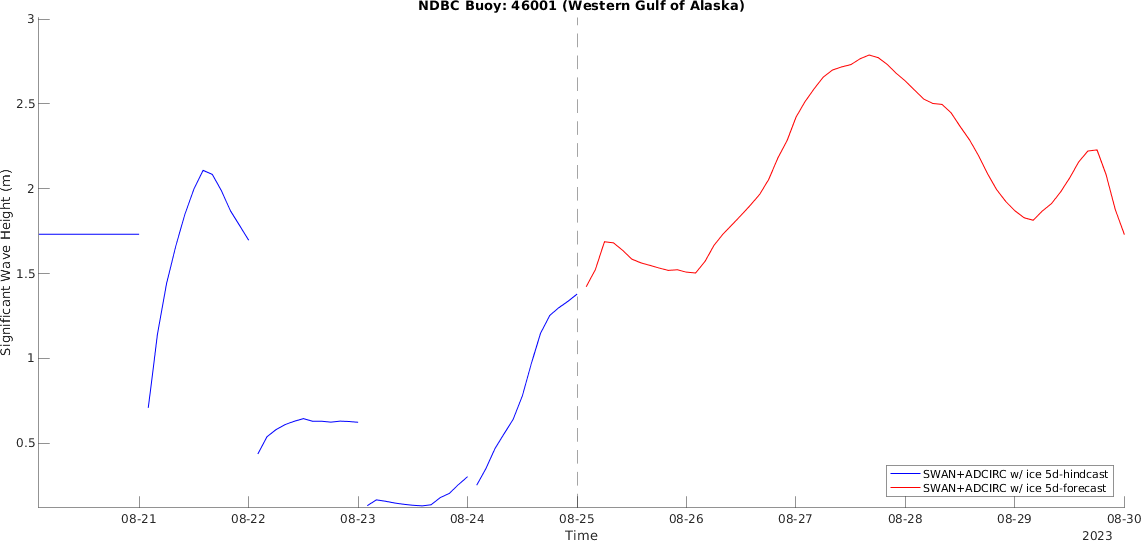 NDBC Buoy: 46001 (Western Gulf of Alaska)
Significant Wave Height (m)
3
2.5
2
1.5
1
0.5
SWAN+ADCIRC w/ ice 5d-hindcast
SWAN+ADCIRC w/ ice 5d-forecast
08-21 08-22 08-23 08-24 08-25 08-26 08-27 08-28 08-29 08-30
Time
2023